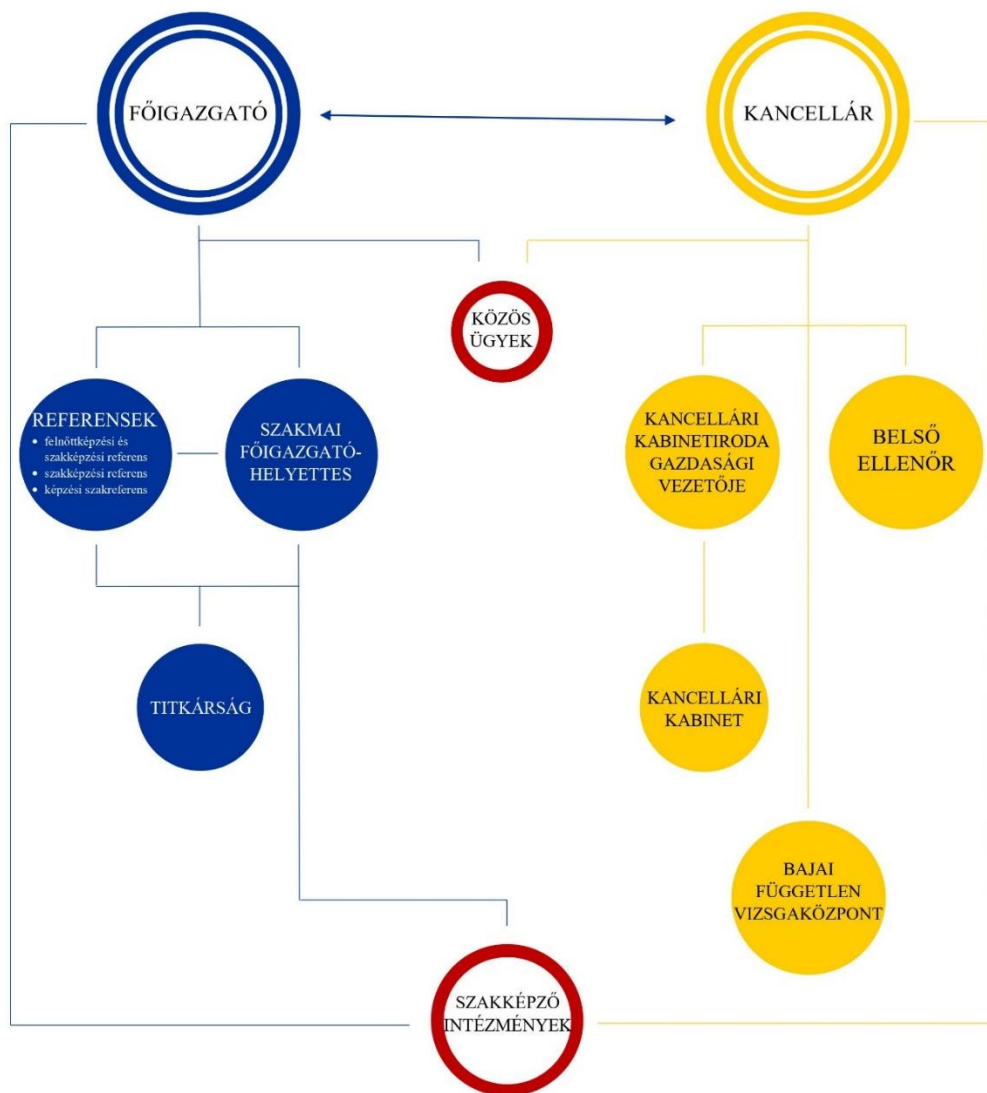 FŐIGAZGATÓ
KANCELLÁR
KÖZÖS
ÜGYEK
REFERENSEK
• felnőttképzési és
szakképzési referens
• szakképzési referens
• képzési szakreferens
SZAKMAI
FŐIGAZGATÓ-
HELYETTES
KANCELLÁRI
KABINETIRODA
GAZDASÁGI
VEZETŐJE
BELSŐ
ELLENŐR
TITKÁRSÁG
KANCELLÁRI
KABINET
BAJAI
FÜGGETLEN
VIZSGAKÖZPONT
SZAKKÉPZŐ
INTÉZMÉNYEK